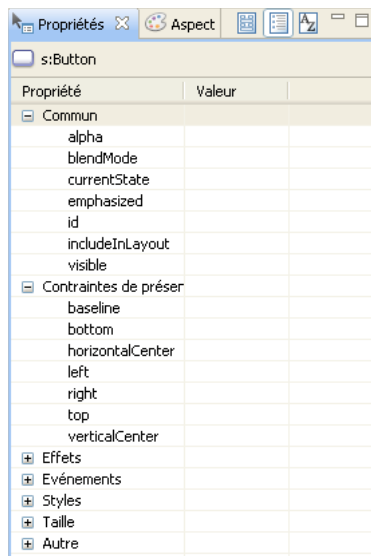 Propriétés Aspect
s:Button
Propriété Valeur
Commun
alpha
blendMode
currentState
emphasized
id
includeInLayout
visible
Contraintes de préser
baseline
bottom
horizontalCenter
left
right
top
verticalCenter
Effets
Evénements
Styles
Taille
Autre